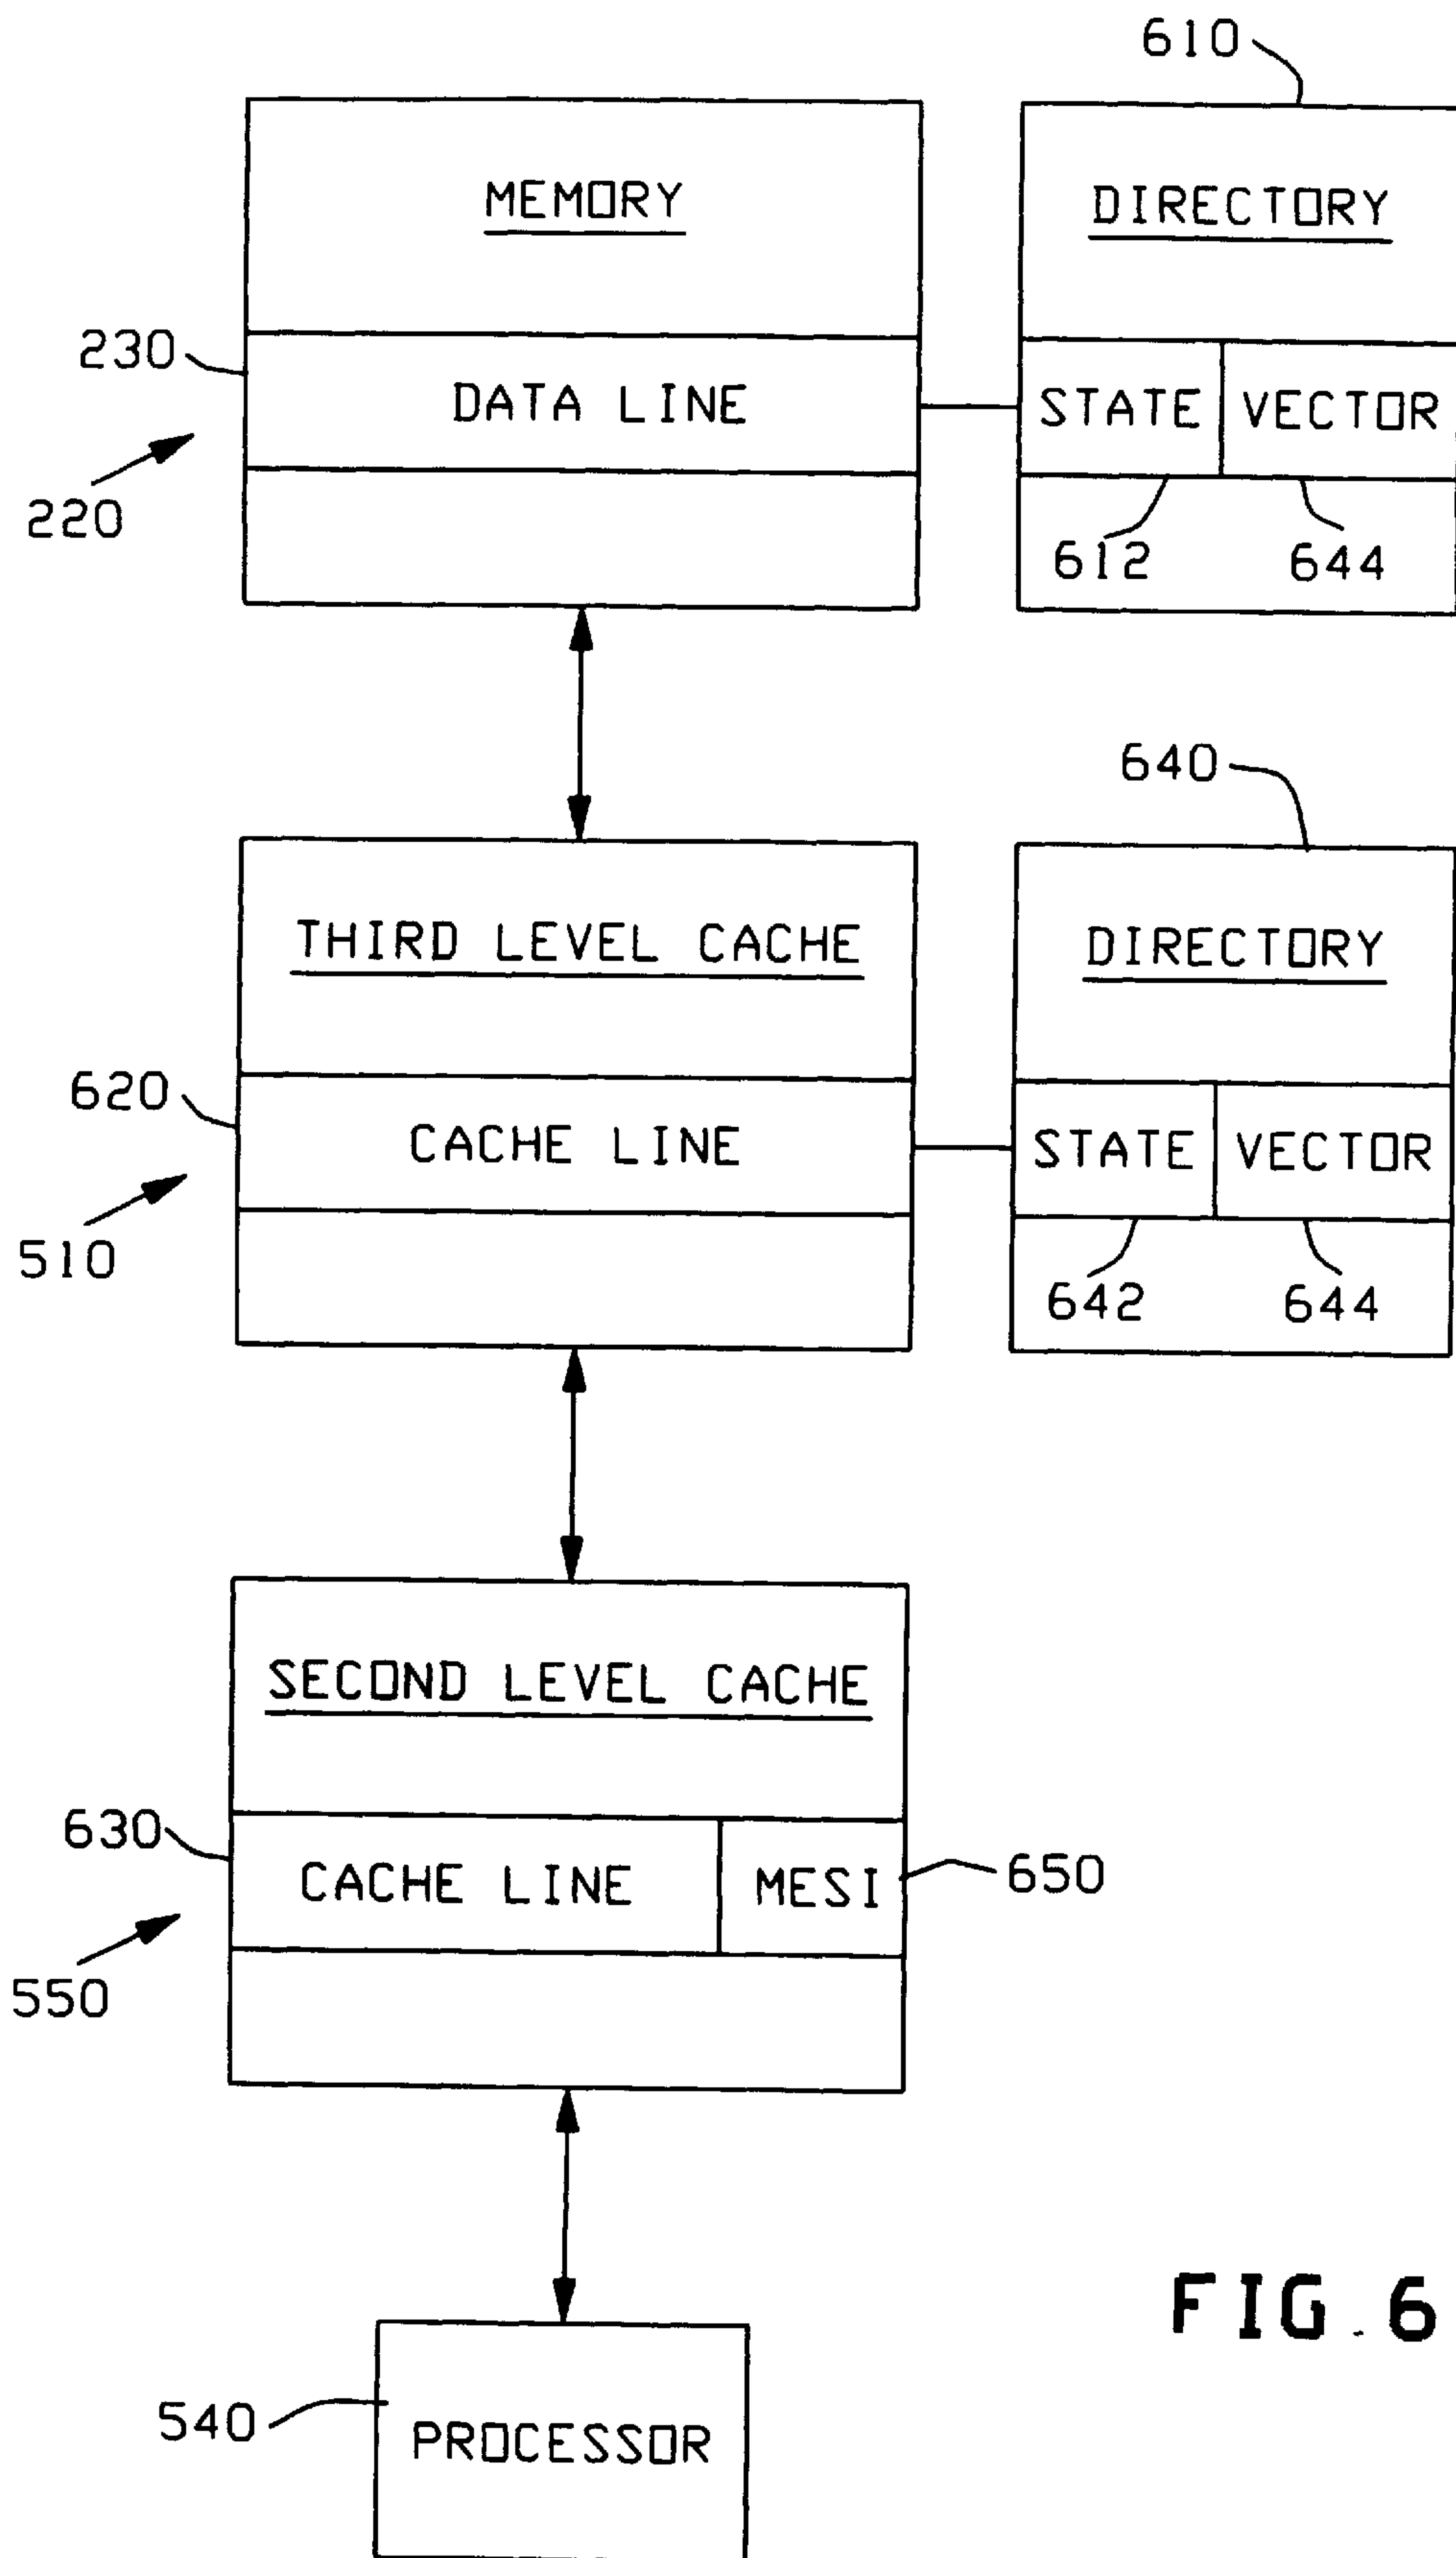 610
MEMORY
DIRECTORY
230
DATA LINE
STATE
VECTOR
220
612
644
640
THIRD LEVEL CACHE
DIRECTORY
620
CACHE LINE
STATE
VECTOR
510
642
644
SECOND LEVEL CACHE
630
CACHE LINE
MESI
650
550
FIG. 6
540
PROCESSOR